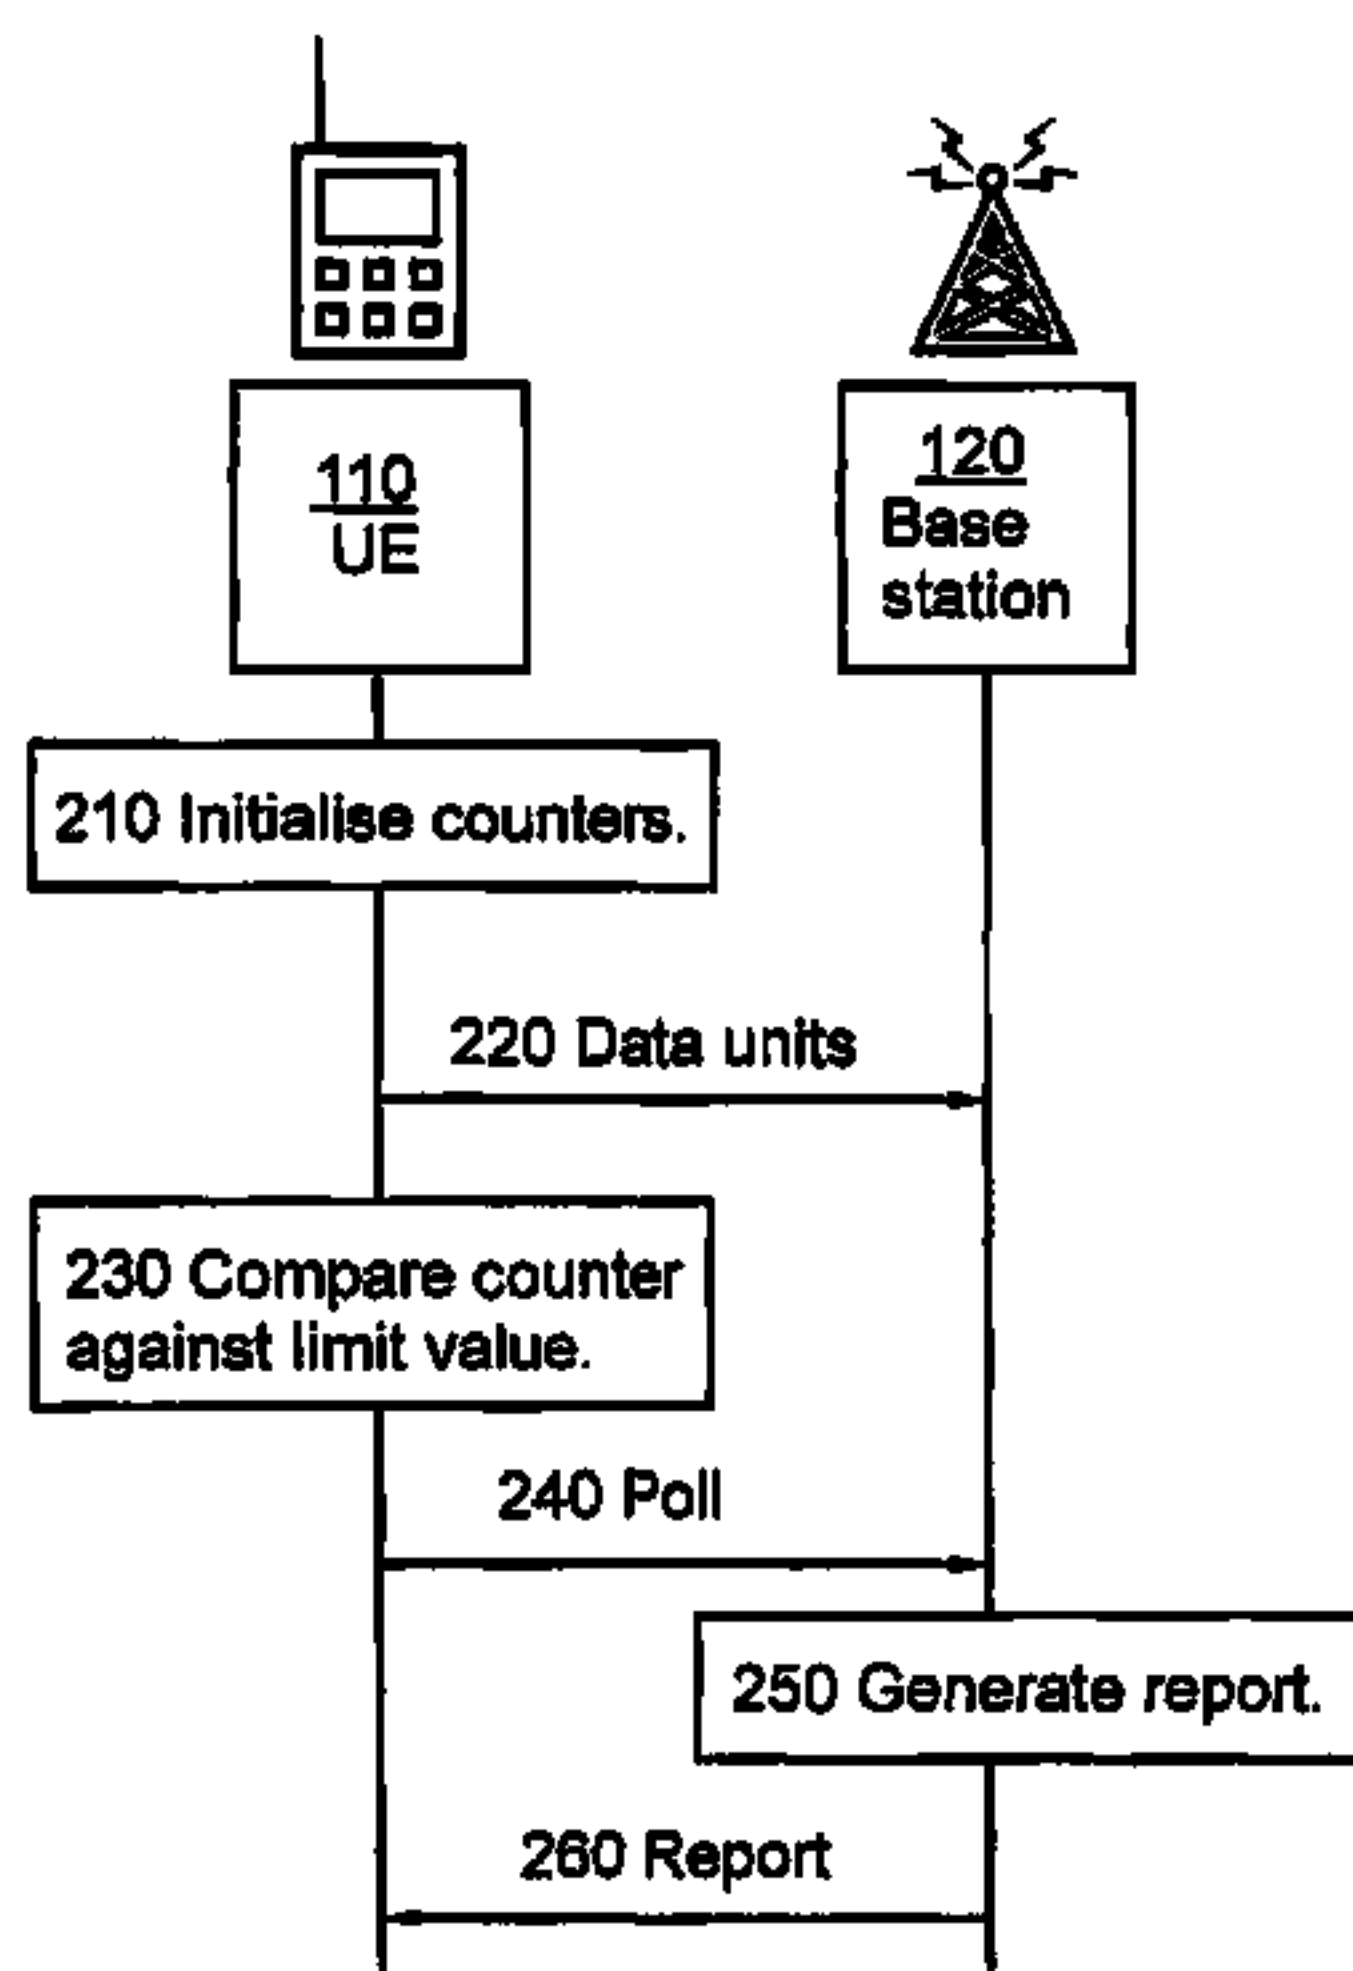 110
UE
120
Base
station
210 Initialise counters.
220 Data units
230 Compare counter
against limit value.
240 Poll
250 Generate report.
260 Report